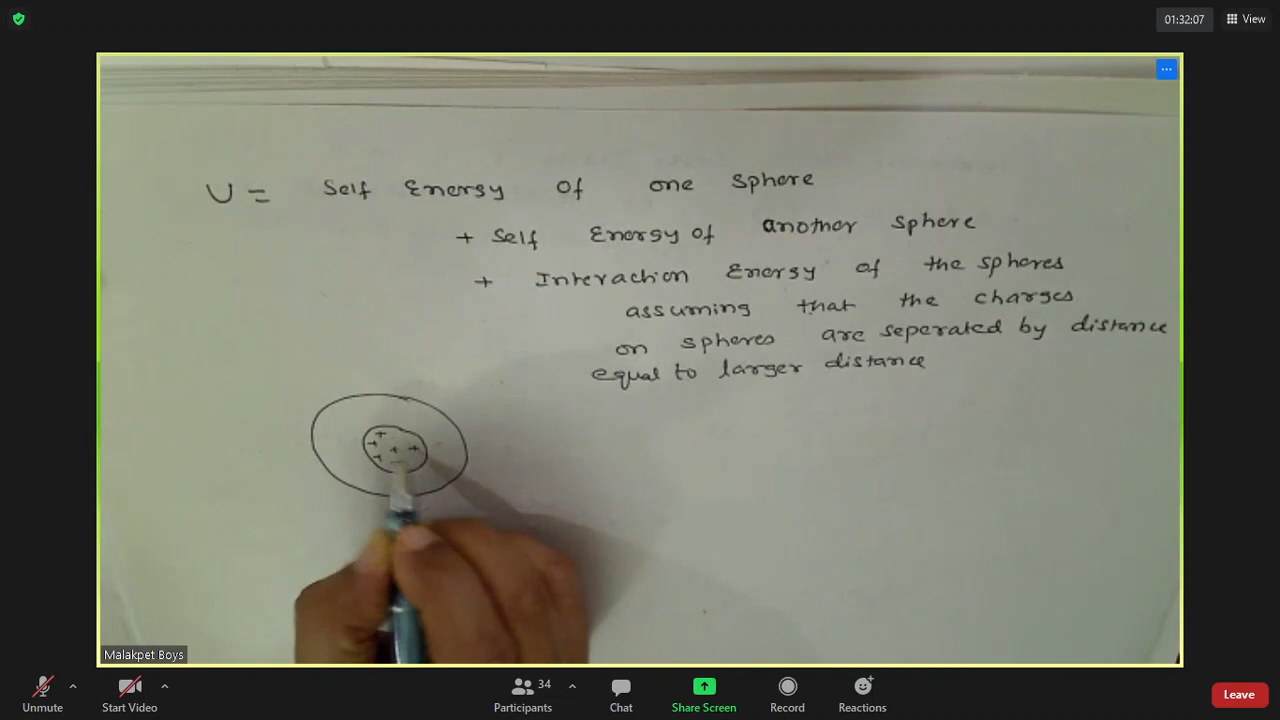 01:32:07
View
U = Self Energy of one sphere
+ Self Energy of another sphere
+ Interaction Energy of the spheres
assuming that the charges
on spheres are seperated by distance
equal to larger distance
Malakpet Boys
Unmute
Start Video
34
Participants
Chat
Share Screen
Record
Reactions
Leave